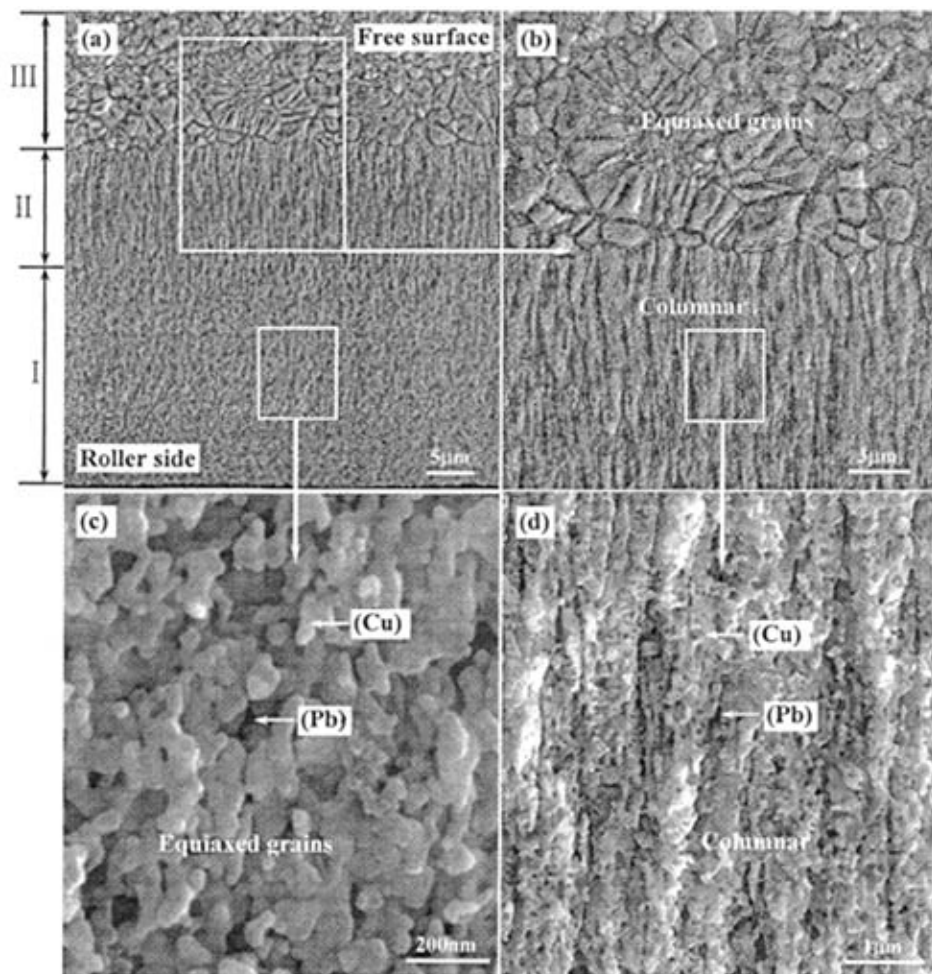 III
II
I
(a)
Free surface
Roller side
5μm
(b)
Equiaxed grains
Columnar
3μm
(c)
(Cu)
(Pb)
Equiaxed grains
200nm
(d)
(Cu)
(Pb)
Columnar
1μm